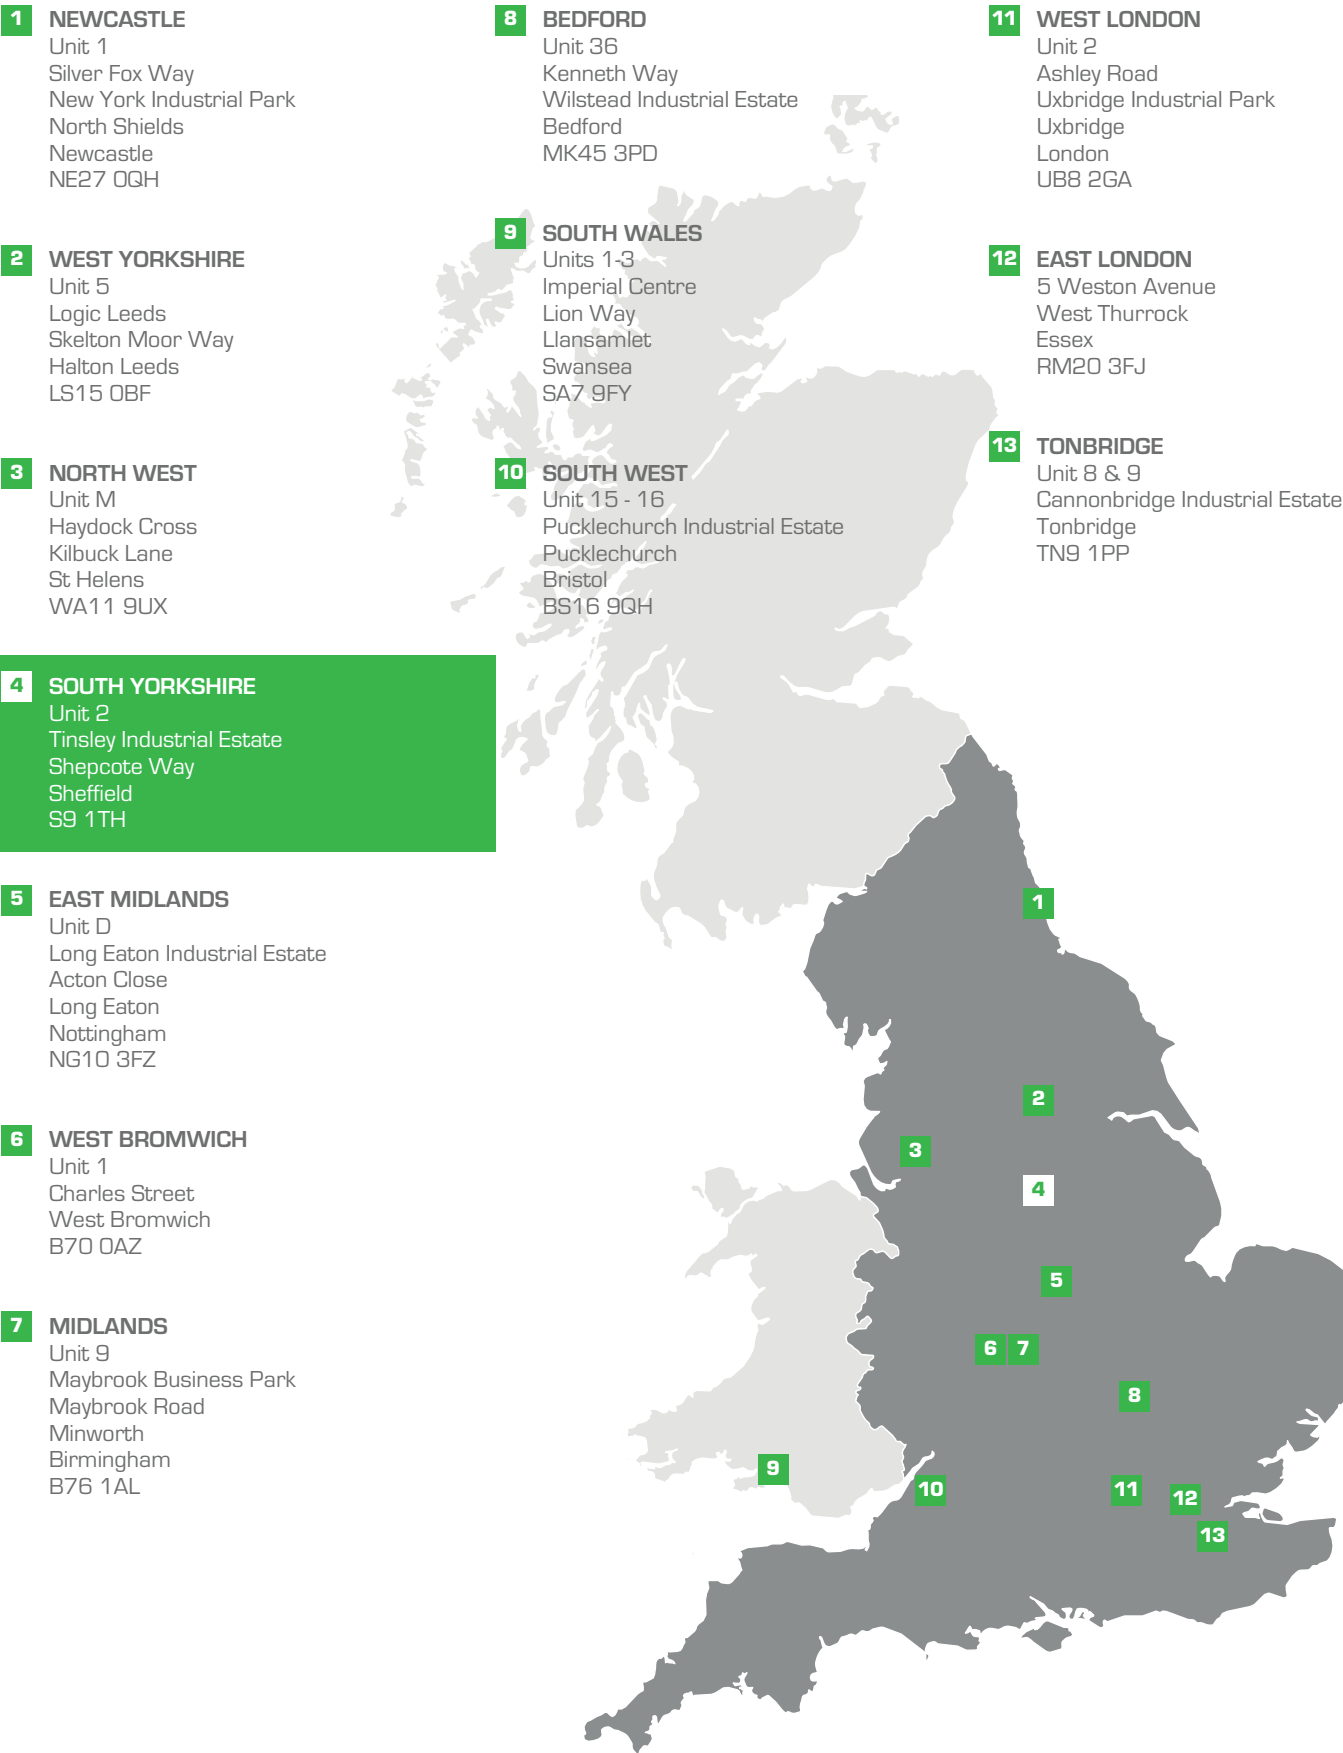 1 NEWCASTLE
Unit 1
Silver Fox Way
New York Industrial Park
North Shields
Newcastle
NE27 0QH
2 WEST YORKSHIRE
Unit 5
Logic Leeds
Skelton Moor Way
Halton Leeds
LS15 0BF
3 NORTH WEST
Unit M
Haydock Cross
Kilbuck Lane
St Helens
WA11 9UX
4 SOUTH YORKSHIRE
Unit 2
Tinsley Industrial Estate
Shepcote Way
Sheffield
S9 1TH
5 EAST MIDLANDS
Unit D
Long Eaton Industrial Estate
Acton Close
Long Eaton
Nottingham
NG10 3FZ
6 WEST BROMWICH
Unit 1
Charles Street
West Bromwich
B70 0AZ
7 MIDLANDS
Unit 9
Maybrook Business Park
Maybrook Road
Minworth
Birmingham
B76 1AL
8 BEDFORD
Unit 36
Kenneth Way
Wilstead Industrial Estate
Bedford
MK45 3PD
9 SOUTH WALES
Units 1-3
Imperial Centre
Lion Way
Llansamlet
Swansea
SA7 9FY
10 SOUTH WEST
Unit 15 - 16
Pucklechurch Industrial Estate
Pucklechurch
Bristol
BS16 9QH
11 WEST LONDON
Unit 2
Ashley Road
Uxbridge Industrial Park
Uxbridge
London
UB8 2GA
12 EAST LONDON
5 Weston Avenue
West Thurrock
Essex
RM20 3FJ
13 TONBRIDGE
Unit 8 & 9
Cannonbridge Industrial Estate
Tonbridge
TN9 1PP
1
2
3
4
5
6 7
8
9
10
11
12
13